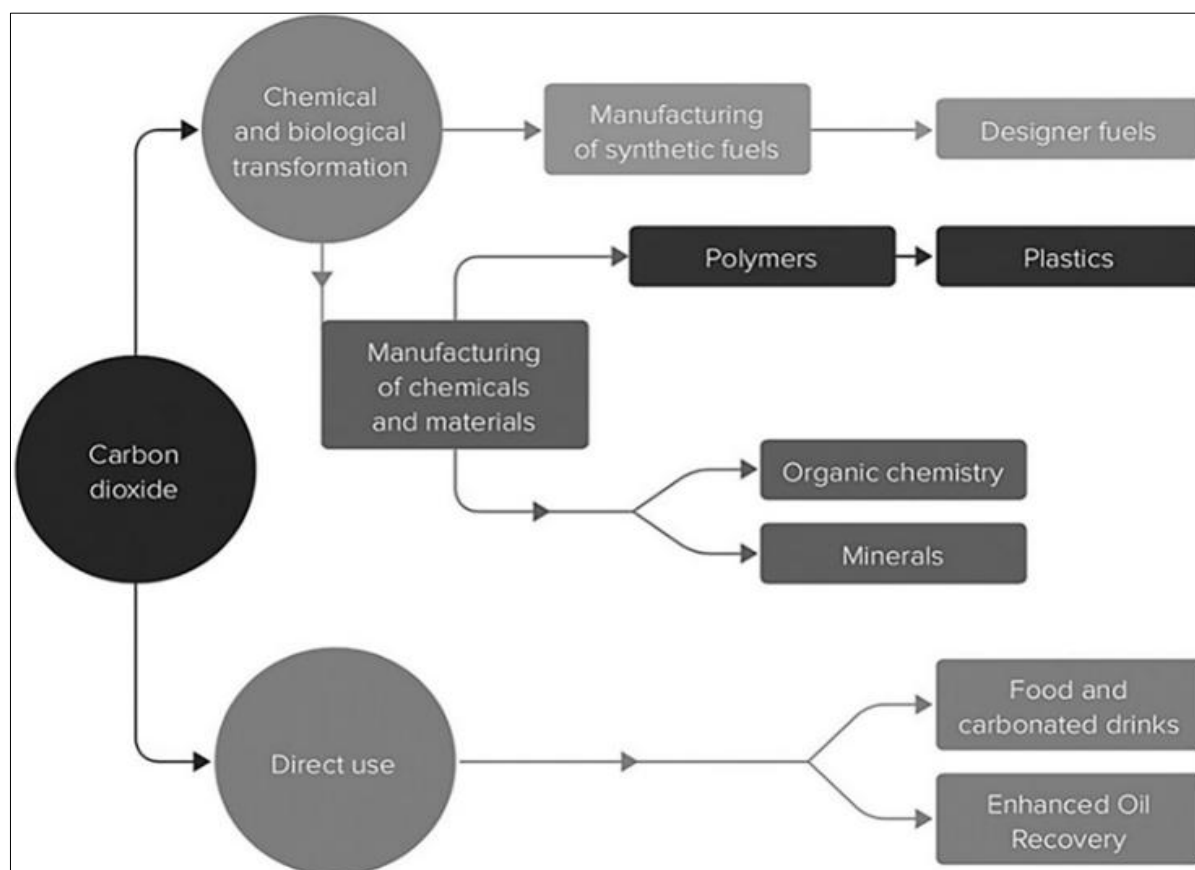 Chemical
and biological
transformation
Manufacturing
of synthetic fuels
Designer fuels
Polymers
Plastics
Manufacturing
of chemicals
and materials
Carbon
dioxide
Organic chemistry
Minerals
Direct use
Food and
carbonated drinks
Enhanced Oil
Recovery